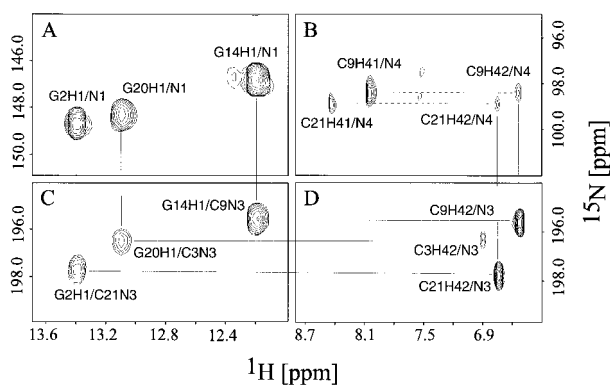 A
G14H1/N1
G20H1/N1
G2H1/N1
146.0
148.0
150.0
B
C9H41/N4
C9H42/N4
C21H41/N4
C21H42/N4
96.0
98.0
100.0
15N [ppm]
C
G14H1/C9N3
G20H1/C3N3
G2H1/C21N3
196.0
198.0
D
C9H42/N3
C3H42/N3
C21H42/N3
196.0
198.0
13.6 13.0 12.4
8.7 8.1 7.5 6.9
1H [ppm]